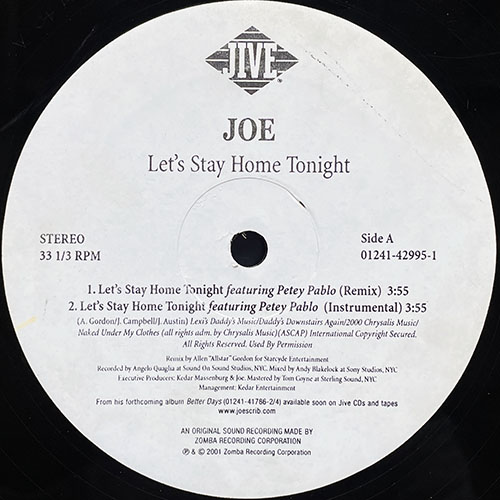 JIVE
JOE
Let's Stay Home Tonight
STEREO
33 1/3 RPM
Side A
01241-42995-1
1. Let's Stay Home Tonight featuring Petey Pablo (Remix) 3:55
2. Let's Stay Home Tonight featuring Petey Pablo (Instrumental) 3:55
(A. Gordon/J. Campbell/J. Austin) Lexi's Daddy's Music/Daddy's Downstairs Again/2000 Chrysalis Music/
Naked Under My Clothes (all rights adm. by Chrysalis Music)(ASCAP) International Copyright Secured.
All Rights Reserved. Used By Permission
Remix by Allen "Allstar" Gordon for Starcyde Entertainment
Recorded by Angelo Quaglia at Sound On Sound Studios, NYC. Mixed by Andy Blakelock at Sony Studios, NYC
Executive Producers: Kedar Massenburg & Joe. Mastered by Tom Coyne at Sterling Sound, NYC
Management: Kedar Entertainment
From his forthcoming album Better Days (01241-41786-2/4) available soon on Jive CDs and tapes
www.joescrib.com
AN ORIGINAL SOUND RECORDING MADE BY
ZOMBA RECORDING CORPORATION
℗ & © 2001 Zomba Recording Corporation